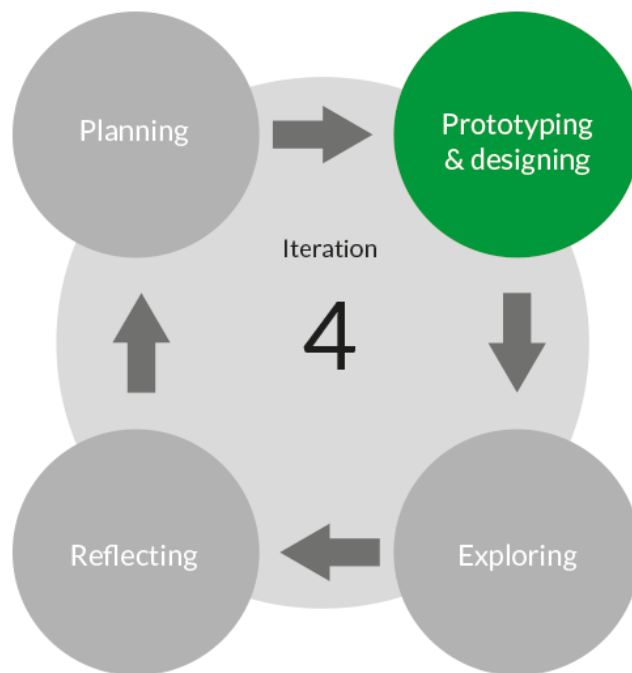 Planning
Prototyping
& designing
Iteration
4
Reflecting
Exploring